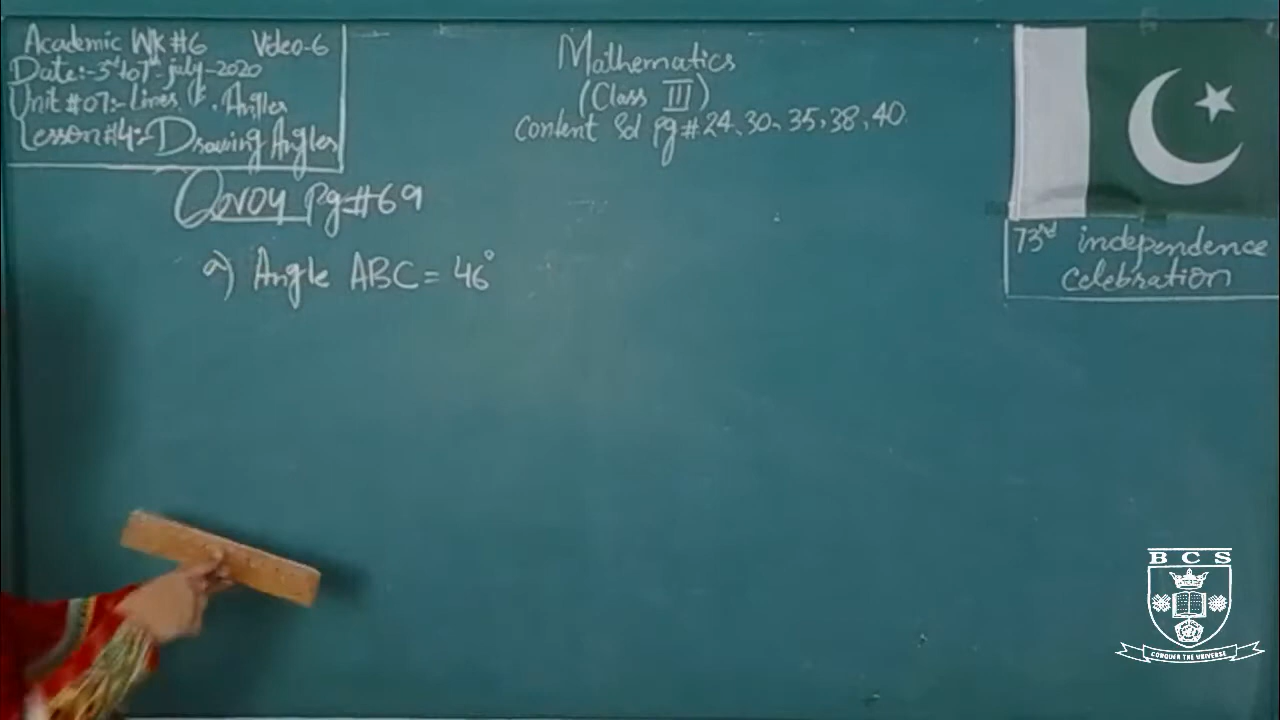 Academic Wk #6 Video-6
Date:-3rd to 7th-july-2020
Unit #07:- Lines & Angles
Lesson#4:-Drawing Angles
Mathematics
(Class III)
Content Sd pg#24,30,35,38,40
Qno4 Pg#69
a) Angle ABC = 46°
73rd independence
celebration
BCS
CONQUER THE UNIVERSE